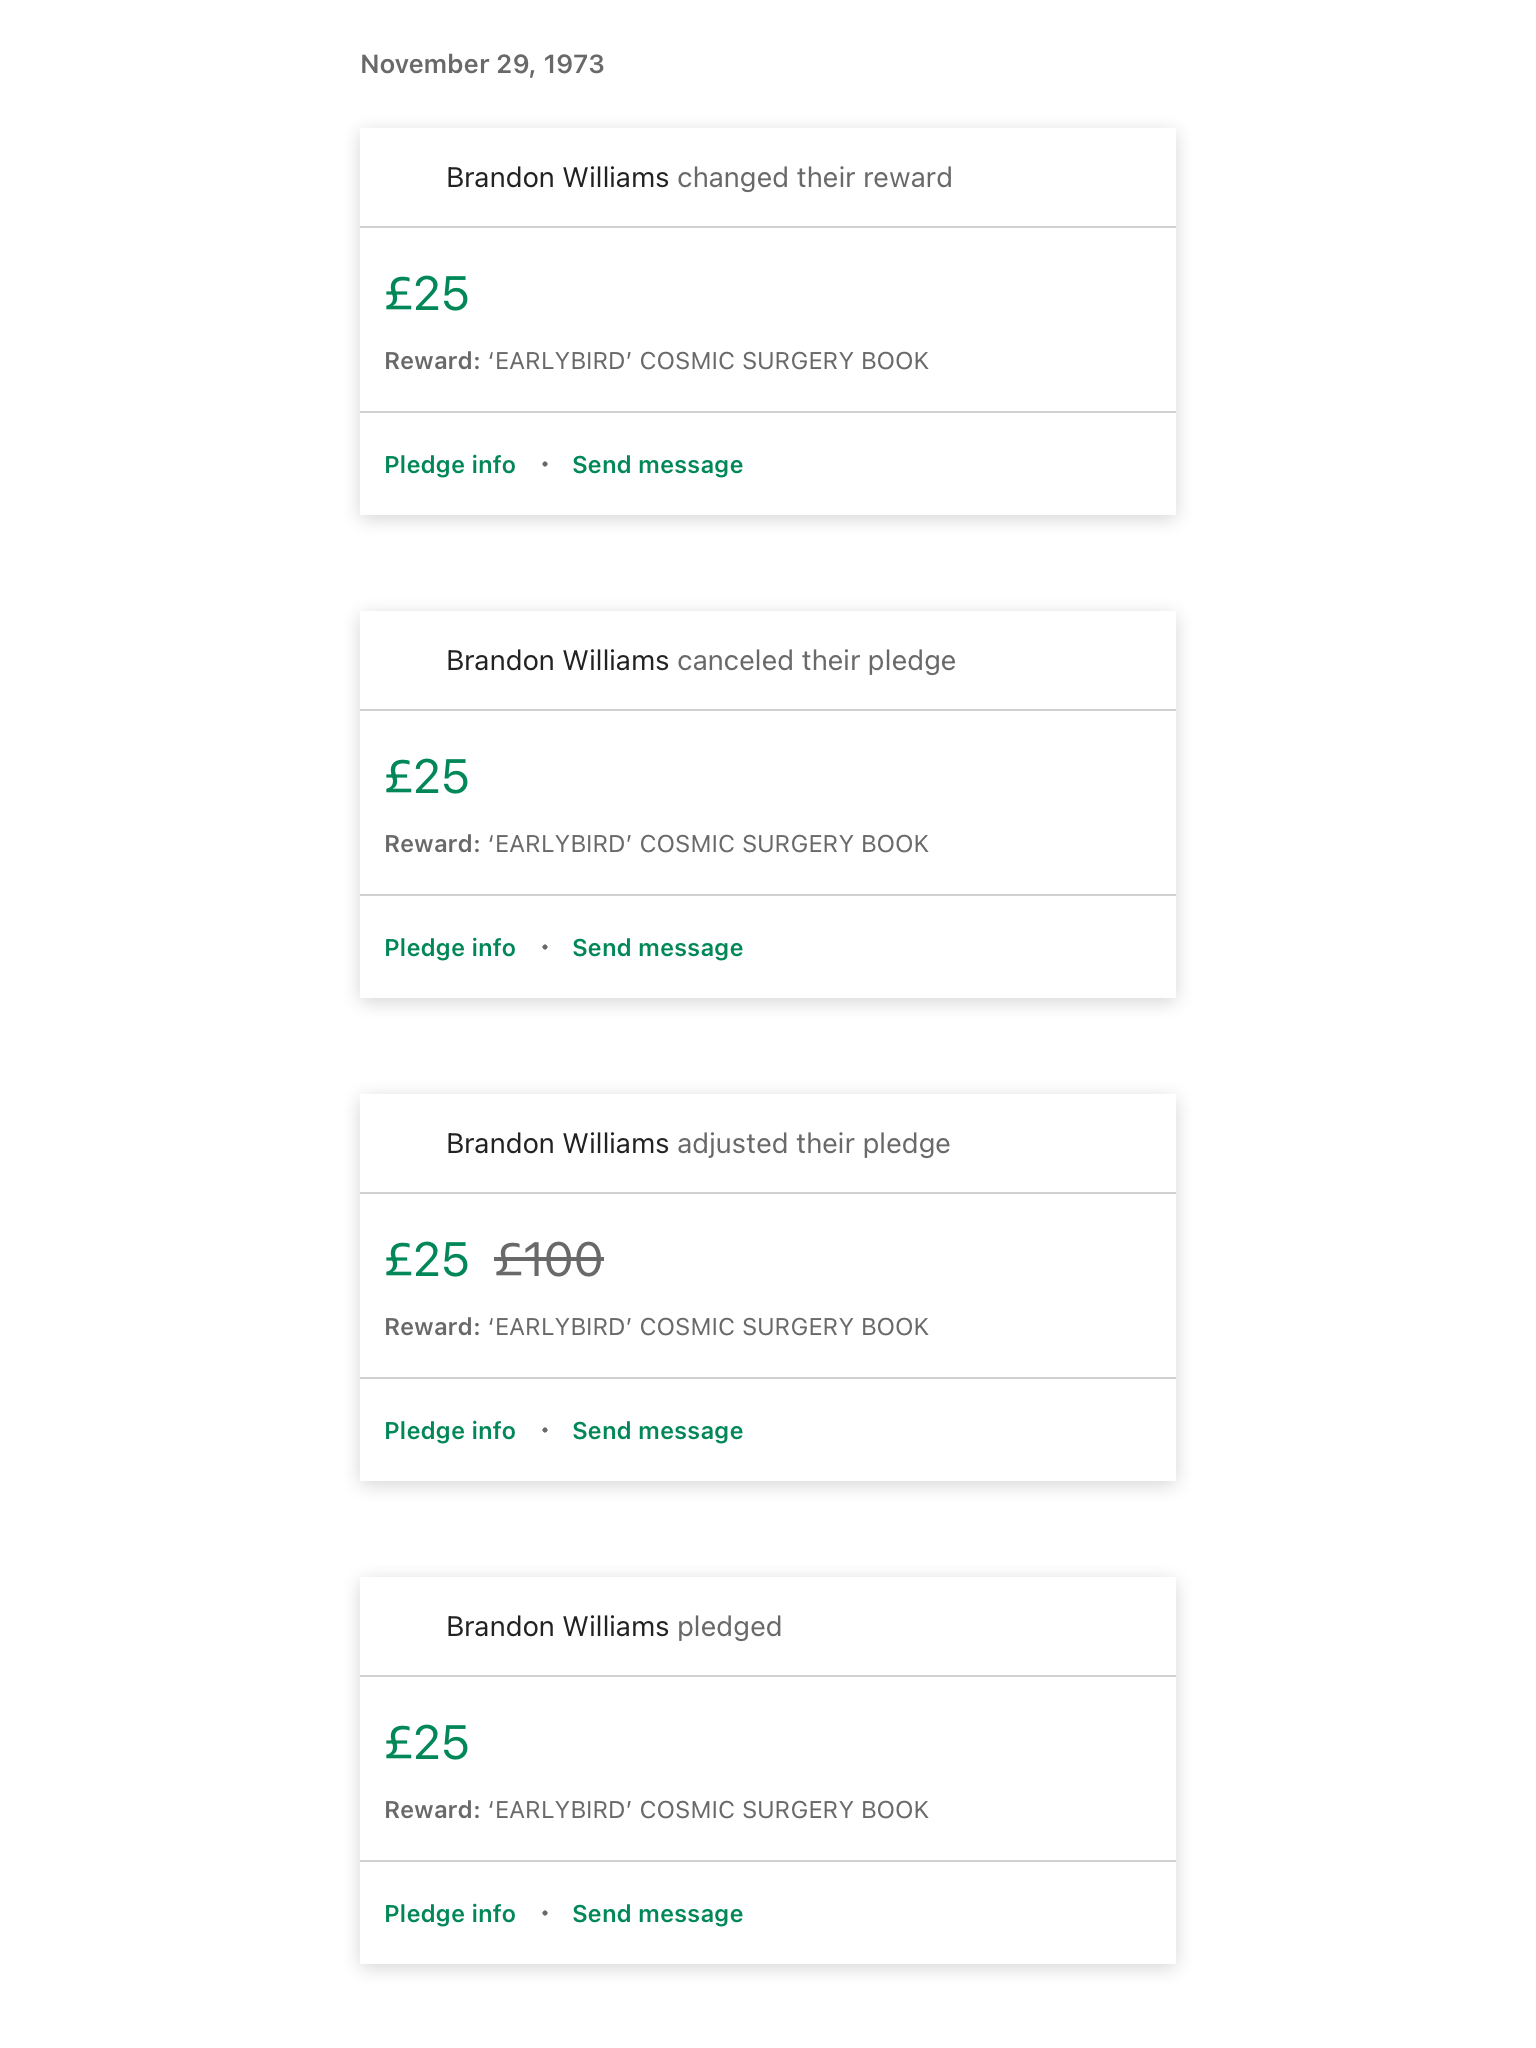 November 29, 1973
Brandon Williams changed their reward
£25
Reward: ‘EARLYBIRD’ COSMIC SURGERY BOOK
Pledge info • Send message
Brandon Williams canceled their pledge
£25
Reward: ‘EARLYBIRD’ COSMIC SURGERY BOOK
Pledge info • Send message
Brandon Williams adjusted their pledge
£25 £100
Reward: ‘EARLYBIRD’ COSMIC SURGERY BOOK
Pledge info • Send message
Brandon Williams pledged
£25
Reward: ‘EARLYBIRD’ COSMIC SURGERY BOOK
Pledge info • Send message